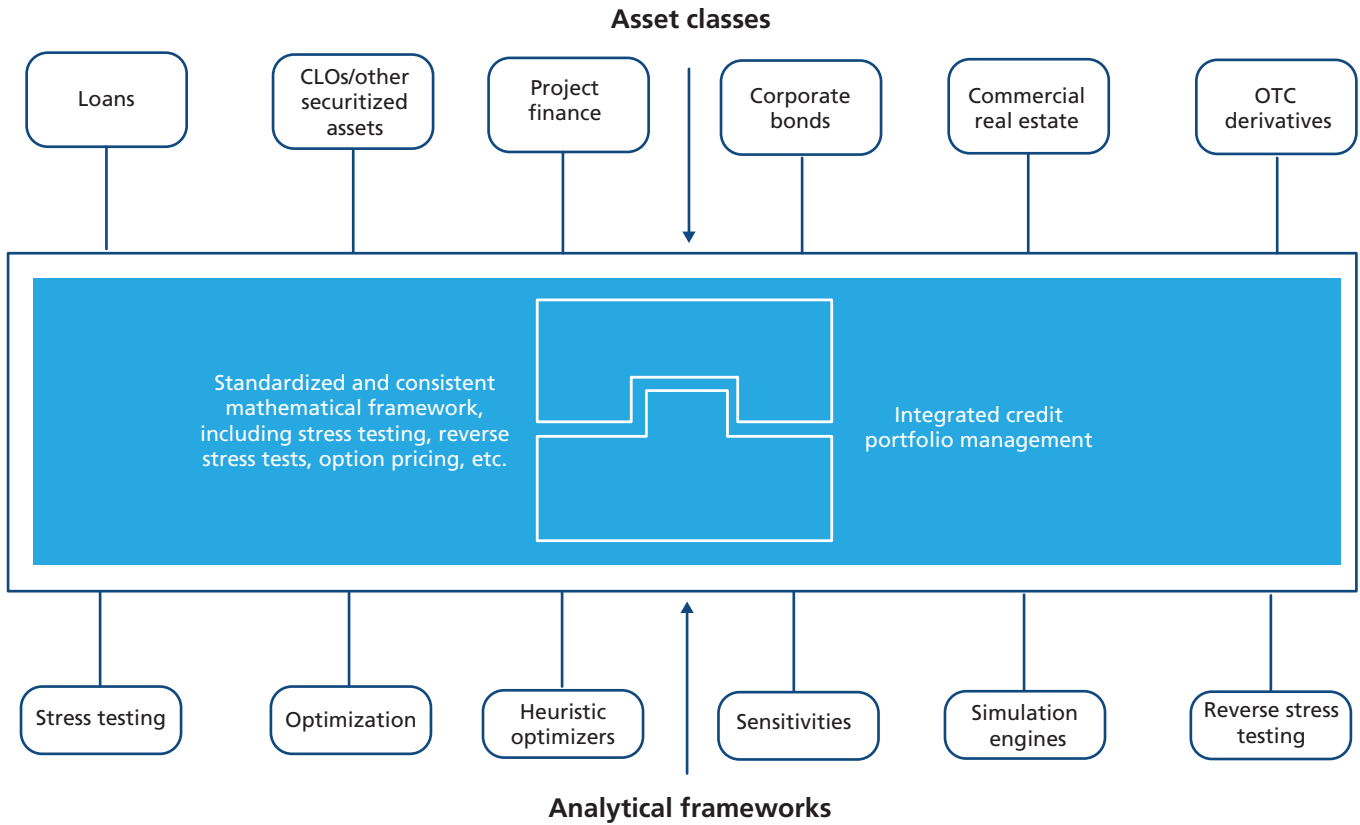 Asset classes
Loans
CLOs/other
securitized
assets
Project
finance
Corporate
bonds
Commercial
real estate
OTC
derivatives
Standardized and consistent
mathematical framework,
including stress testing, reverse
stress tests, option pricing, etc.
Integrated credit
portfolio management
Stress testing
Optimization
Heuristic
optimizers
Sensitivities
Simulation
engines
Reverse stress
testing
Analytical frameworks